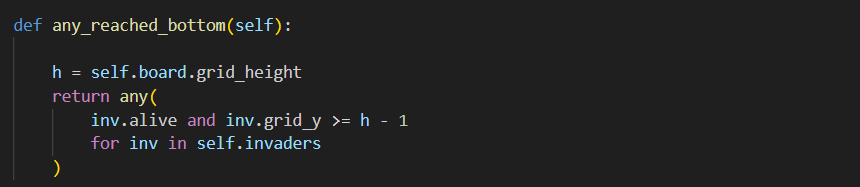 def any_reached_bottom(self):
h = self.board.grid_height
return any(
inv.alive and inv.grid_y >= h - 1
for inv in self.invaders
)